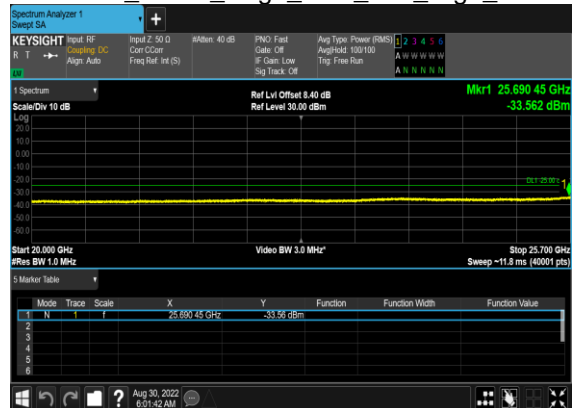 Spectrum Analyzer 1
Swept SA
+
KEYSIGHT
R T
Input: RF
Coupling: DC
Align: Auto
Input Z: 50 Ω
Corr CCorr
Freq Ref: Int (S)
#Atten: 40 dB
PNO: Fast
Gate: Off
IF Gain: Low
Sig Track: Off
Avg Type: Power (RMS)
Avg|Hold: 100/100
Trig: Free Run
1 2 3 4 5 6
A W W W W W
A N N N N N
1 Spectrum
Scale/Div 10 dB
Ref Lvl Offset 8.40 dB
Ref Level 30.00 dBm
Mkr1 25.690 45 GHz
-33.562 dBm
Log
20.0
10.0
0.00
-10.0
-20.0
-30.0
-40.0
-50.0
-60.0
1
Start 20.000 GHz
#Res BW 1.0 MHz
Video BW 3.0 MHz*
Stop 25.700 GHz
Sweep ~11.8 ms (40001 pts)
5 Marker Table
Mode Trace Scale X Y Function Function Width Function Value
1 N 1 f 25.690 45 GHz -33.56 dBm
2
3
4
5
6
?
Aug 30, 2022
6:01:42 AM